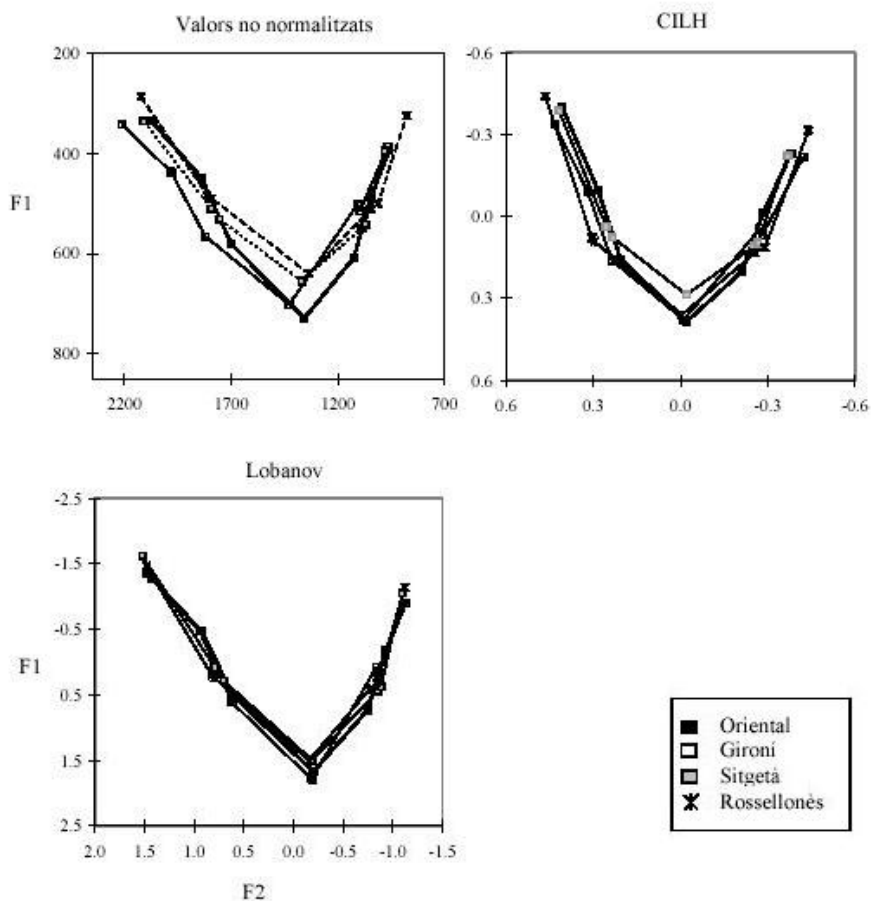 Valors no normalitzats
200
400
F1
600
800
2200 1700 1200 700
CILH
-0.6
-0.3
0.0
0.3
0.6
0.6 0.3 0.0 -0.3 -0.6
Lobanov
-2.5
-1.5
-0.5
F1
0.5
1.5
2.5
2.0 1.5 1.0 0.5 0.0 -0.5 -1.0 -1.5
F2
Oriental
Gironí
Sitgetà
Rossellonès